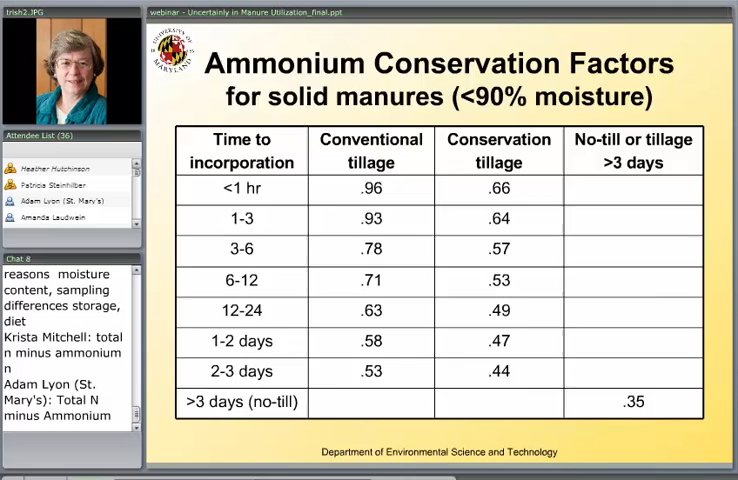 trish2.JPG
webinar - Uncertainly in Manure Utilization_final.ppt
UNIVERSITY OF
MARYLAND
Ammonium Conservation Factors
for solid manures (<90% moisture)
Time to incorporation Conventional tillage Conservation tillage No-till or tillage >3 days
<1 hr .96 .66
1-3 .93 .64
3-6 .78 .57
6-12 .71 .53
12-24 .63 .49
1-2 days .58 .47
2-3 days .53 .44
>3 days (no-till) .35
Department of Environmental Science and Technology
Attendee List (36)
Heather Hutchinson
Patricia Steinhilber
Adam Lyon (St. Mary's)
Amanda Laudwein
Chat 8
reasons moisture
content, sampling
differences storage,
diet
Krista Mitchell: total
n minus ammonium
n
Adam Lyon (St.
Mary's): Total N
minus Ammonium